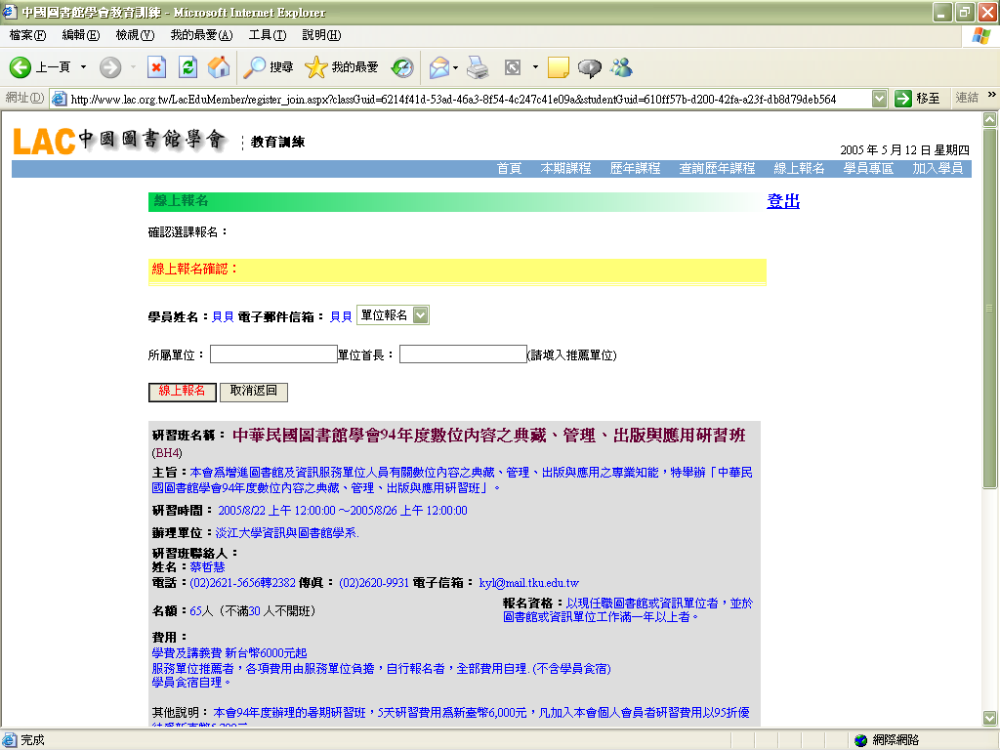 中國圖書館學會教育訓練 - Microsoft Internet Explorer
檔案(F) 編輯(E) 檢視(V) 我的最愛(A) 工具(T) 說明(H)
上一頁 搜尋 我的最愛
網址(D) http://www.lac.org.tw/LacEduMember/register_join.aspx?classGuid=6214f41d-53ad-46a3-8f54-4c247c41e09a&studentGuid=610ff57b-d200-42fa-a23f-db8d79deb564 移至 連結 »
LAC中國圖書館學會 教育訓練
2005 年 5 月 12 日 星期四
首頁 本期課程 歷年課程 查詢歷年課程 線上報名 學員專區 加入學員
線上報名 登出
確認選課報名：
線上報名確認：
學員姓名：貝貝 電子郵件信箱： 貝貝 單位報名
所屬單位： 單位首長： (請填入推薦單位)
線上報名 取消返回
研習班名稱： 中華民國圖書館學會94年度數位內容之典藏、管理、出版與應用研習班
(BH4)
主旨：本會為增進圖書館及資訊服務單位人員有關數位內容之典藏、管理、出版與應用之專業知能，特舉辦「中華民
國圖書館學會94年度數位內容之典藏、管理、出版與應用研習班」。
研習時間： 2005/8/22 上午 12:00:00 ～2005/8/26 上午 12:00:00
辦理單位：淡江大學資訊與圖書館學系.
研習班聯絡人：
姓名：蔡哲慧
電話：(02)2621-5656轉2382 傳真： (02)2620-9931 電子信箱： kyl@mail.tku.edu.tw
名額：65人（不滿30 人不開班）
報名資格：以現任職圖書館或資訊單位者，並於
圖書館或資訊單位工作滿一年以上者。
費用：
學費及講義費 新台幣6000元起
服務單位推薦者，各項費用由服務單位負擔，自行報名者，全部費用自理. (不含學員食宿)
學員食宿自理。
其他說明： 本會94年度辦理的暑期研習班，5天研習費用為新臺幣6,000元，凡加入本會個人會員者研習費用以95折優
完成 網際網路